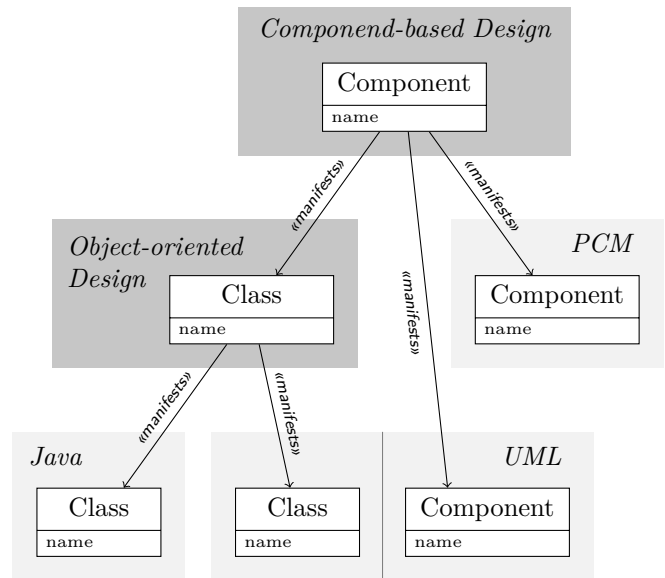 Componend-based Design
Component
name
«manifests»
«manifests»
«manifests»
Object-oriented
Design
Class
name
PCM
Component
name
«manifests»
«manifests»
Java
Class
name
UML
Class
name
Component
name